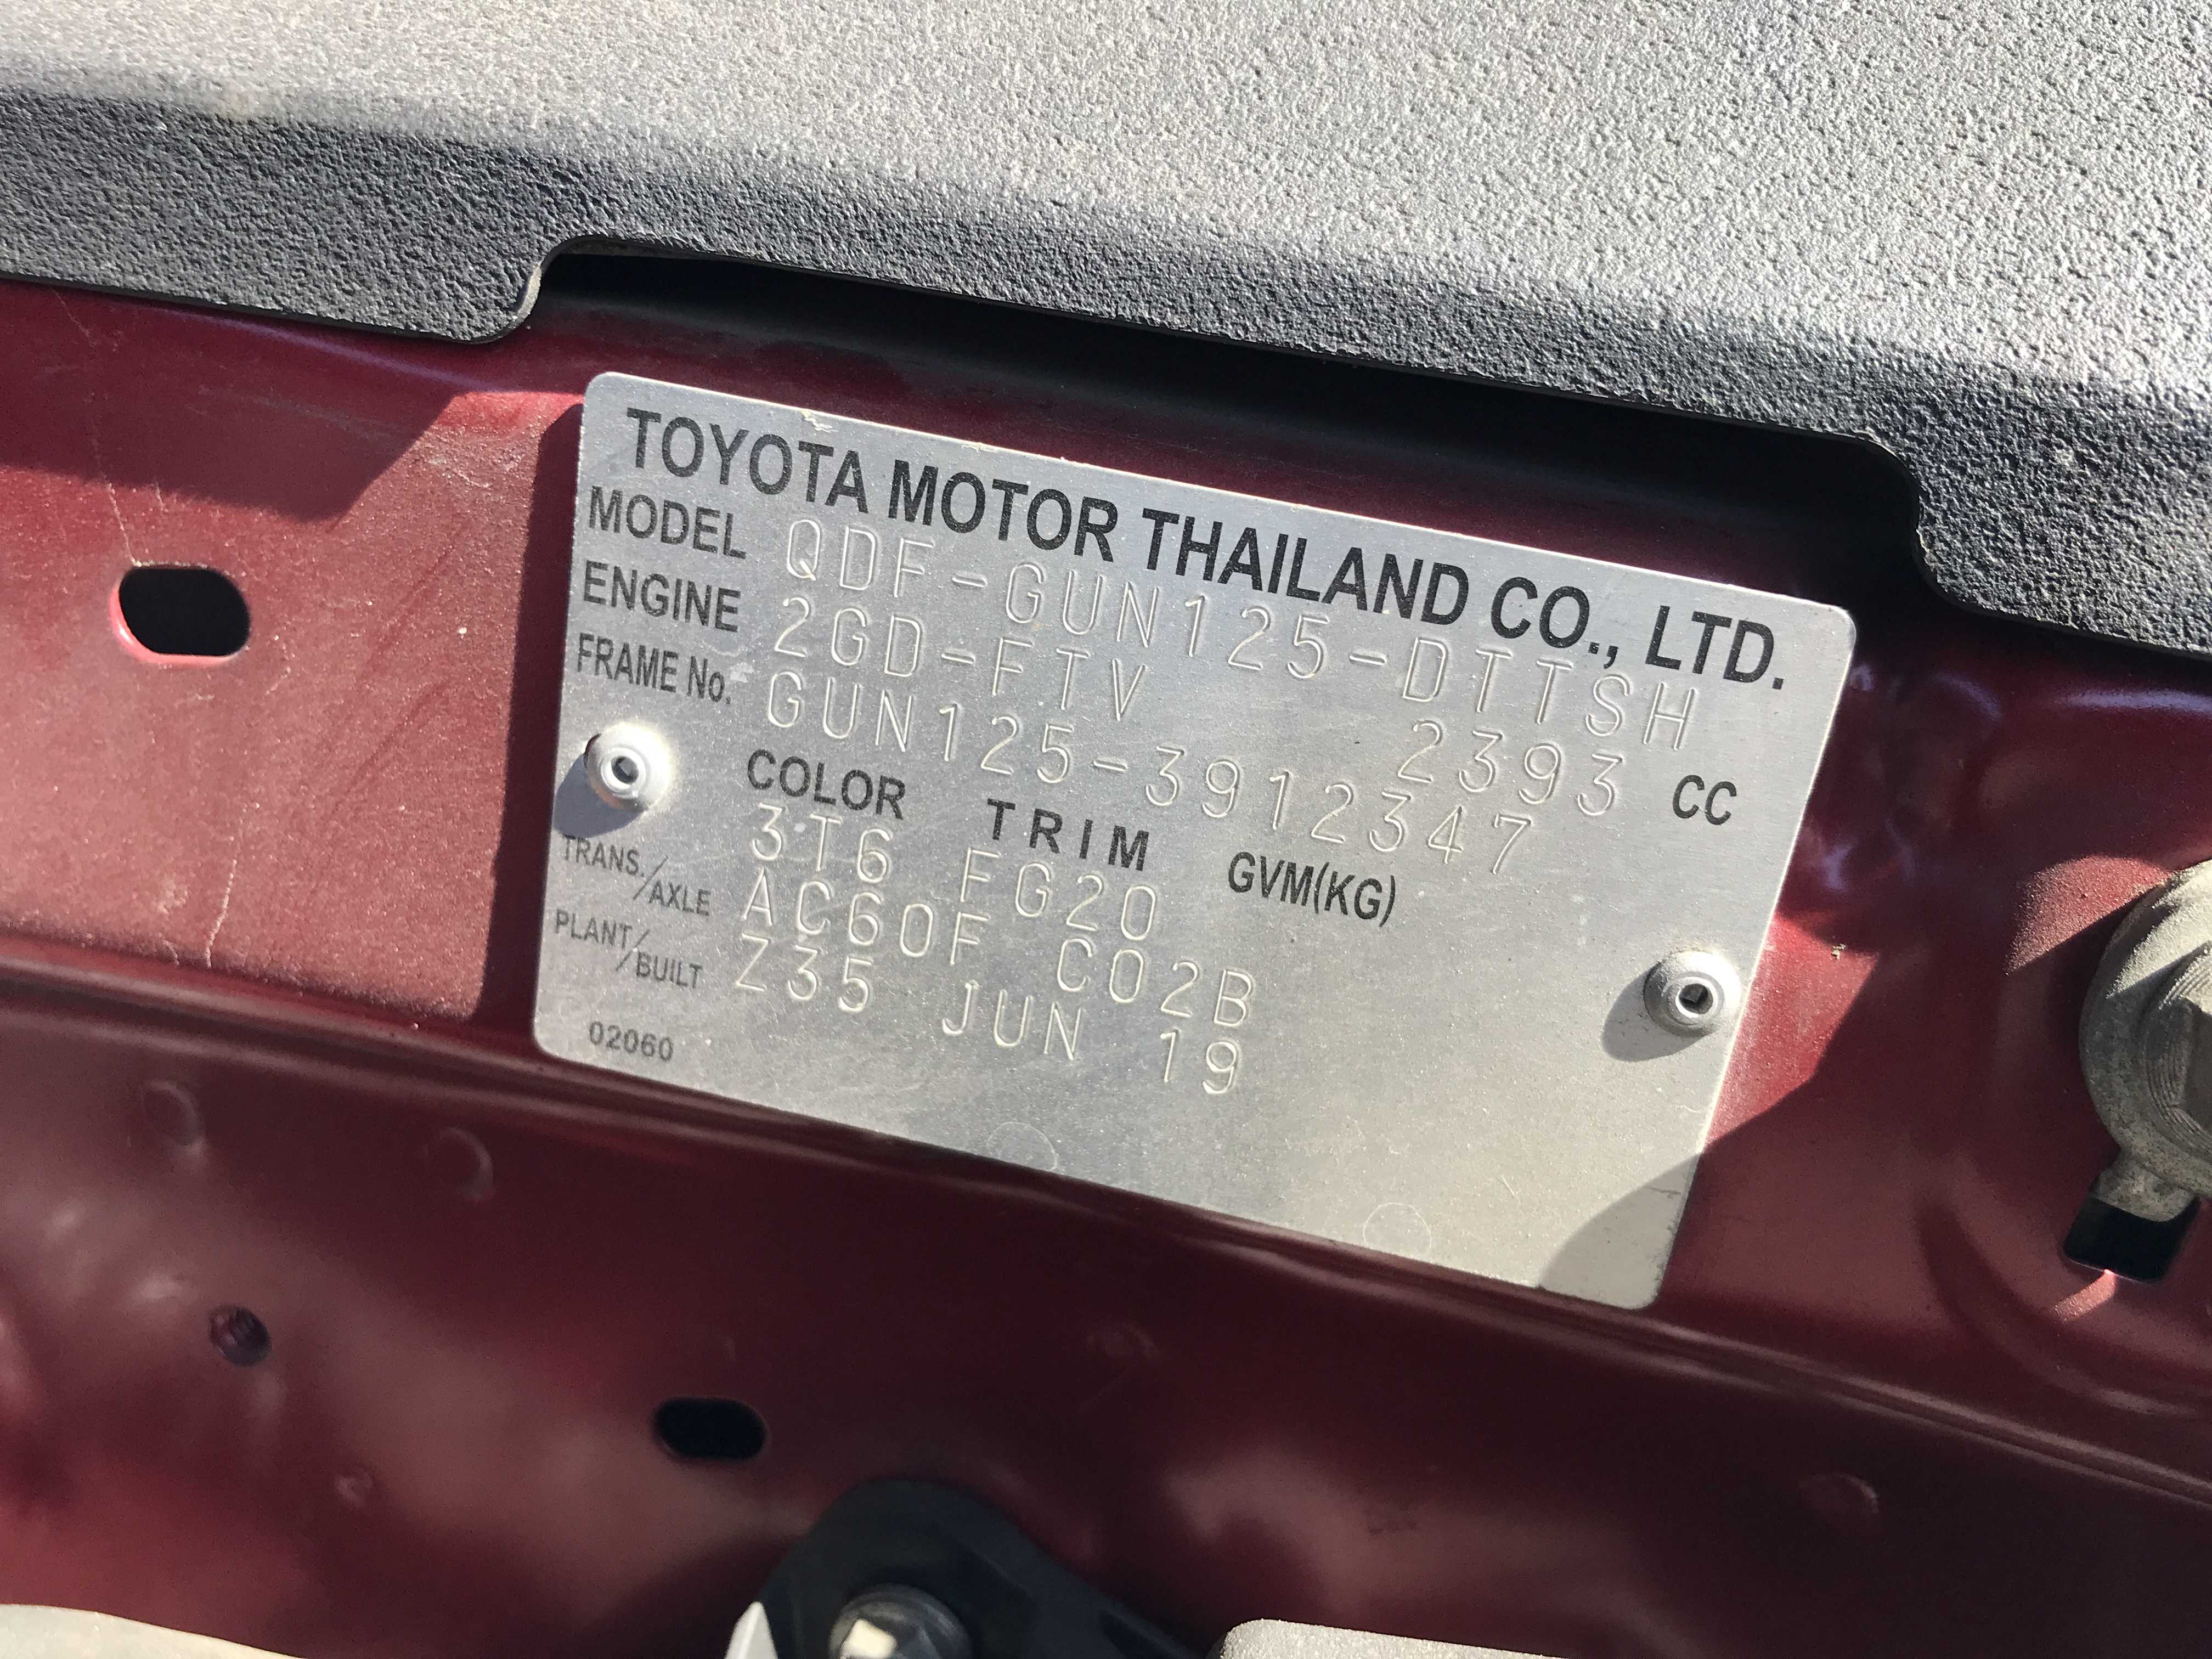 TOYOTA MOTOR THAILAND CO., LTD.
MODEL QDF-GUN125-DTTSH
ENGINE 2GD-FTV 2393 CC
FRAME No. GUN125-3912347
COLOR TRIM GVM(KG)
3T6 FG20
TRANS./AXLE AC60F C02B
PLANT/BUILT Z35 JUN 19
02060